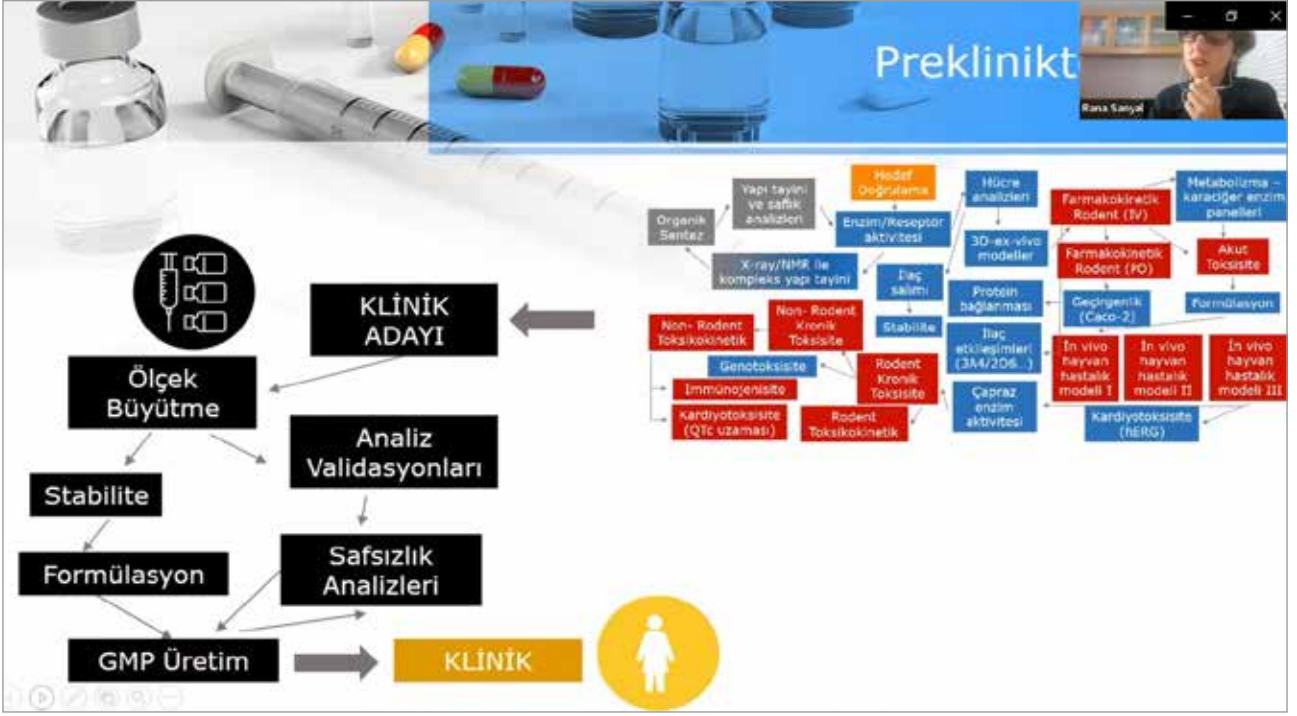 Preklinikt
Rana Sanyal
Hedef
Doğrulama
Yapı tayini
ve saflık
analizleri
Organik
Sentez
Enzim/Reseptör
aktivitesi
X-ray/NMR ile
kompleks yapı tayini
Hücre
analizleri
3D-ex-vivo
modeller
İlaç
salımı
Stabilite
Protein
bağlanması
İlaç
etkileşimleri
(3A4/2D6...)
Çapraz
enzim
aktivitesi
Farmakokinetik
Rodent (IV)
Farmakokinetik
Rodent (PO)
Geçirgenlik
(Caco-2)
Metabolizma –
karaciğer enzim
panelleri
Akut
Toksisite
Formülasyon
İn vivo
hayvan
hastalık
modeli I
İn vivo
hayvan
hastalık
modeli II
İn vivo
hayvan
hastalık
modeli III
Kardiyotoksisite
(hERG)
Non- Rodent
Toksikokinetik
Non- Rodent
Kronik
Toksisite
Genotoksisite
Rodent
Kronik
Toksisite
İmmünojenisite
Kardiyotoksisite
(QTc uzaması)
Rodent
Toksikokinetik
KLİNİK
ADAYI
Ölçek
Büyütme
Analiz
Validasyonları
Stabilite
Safsızlık
Analizleri
Formülasyon
GMP Üretim
KLİNİK